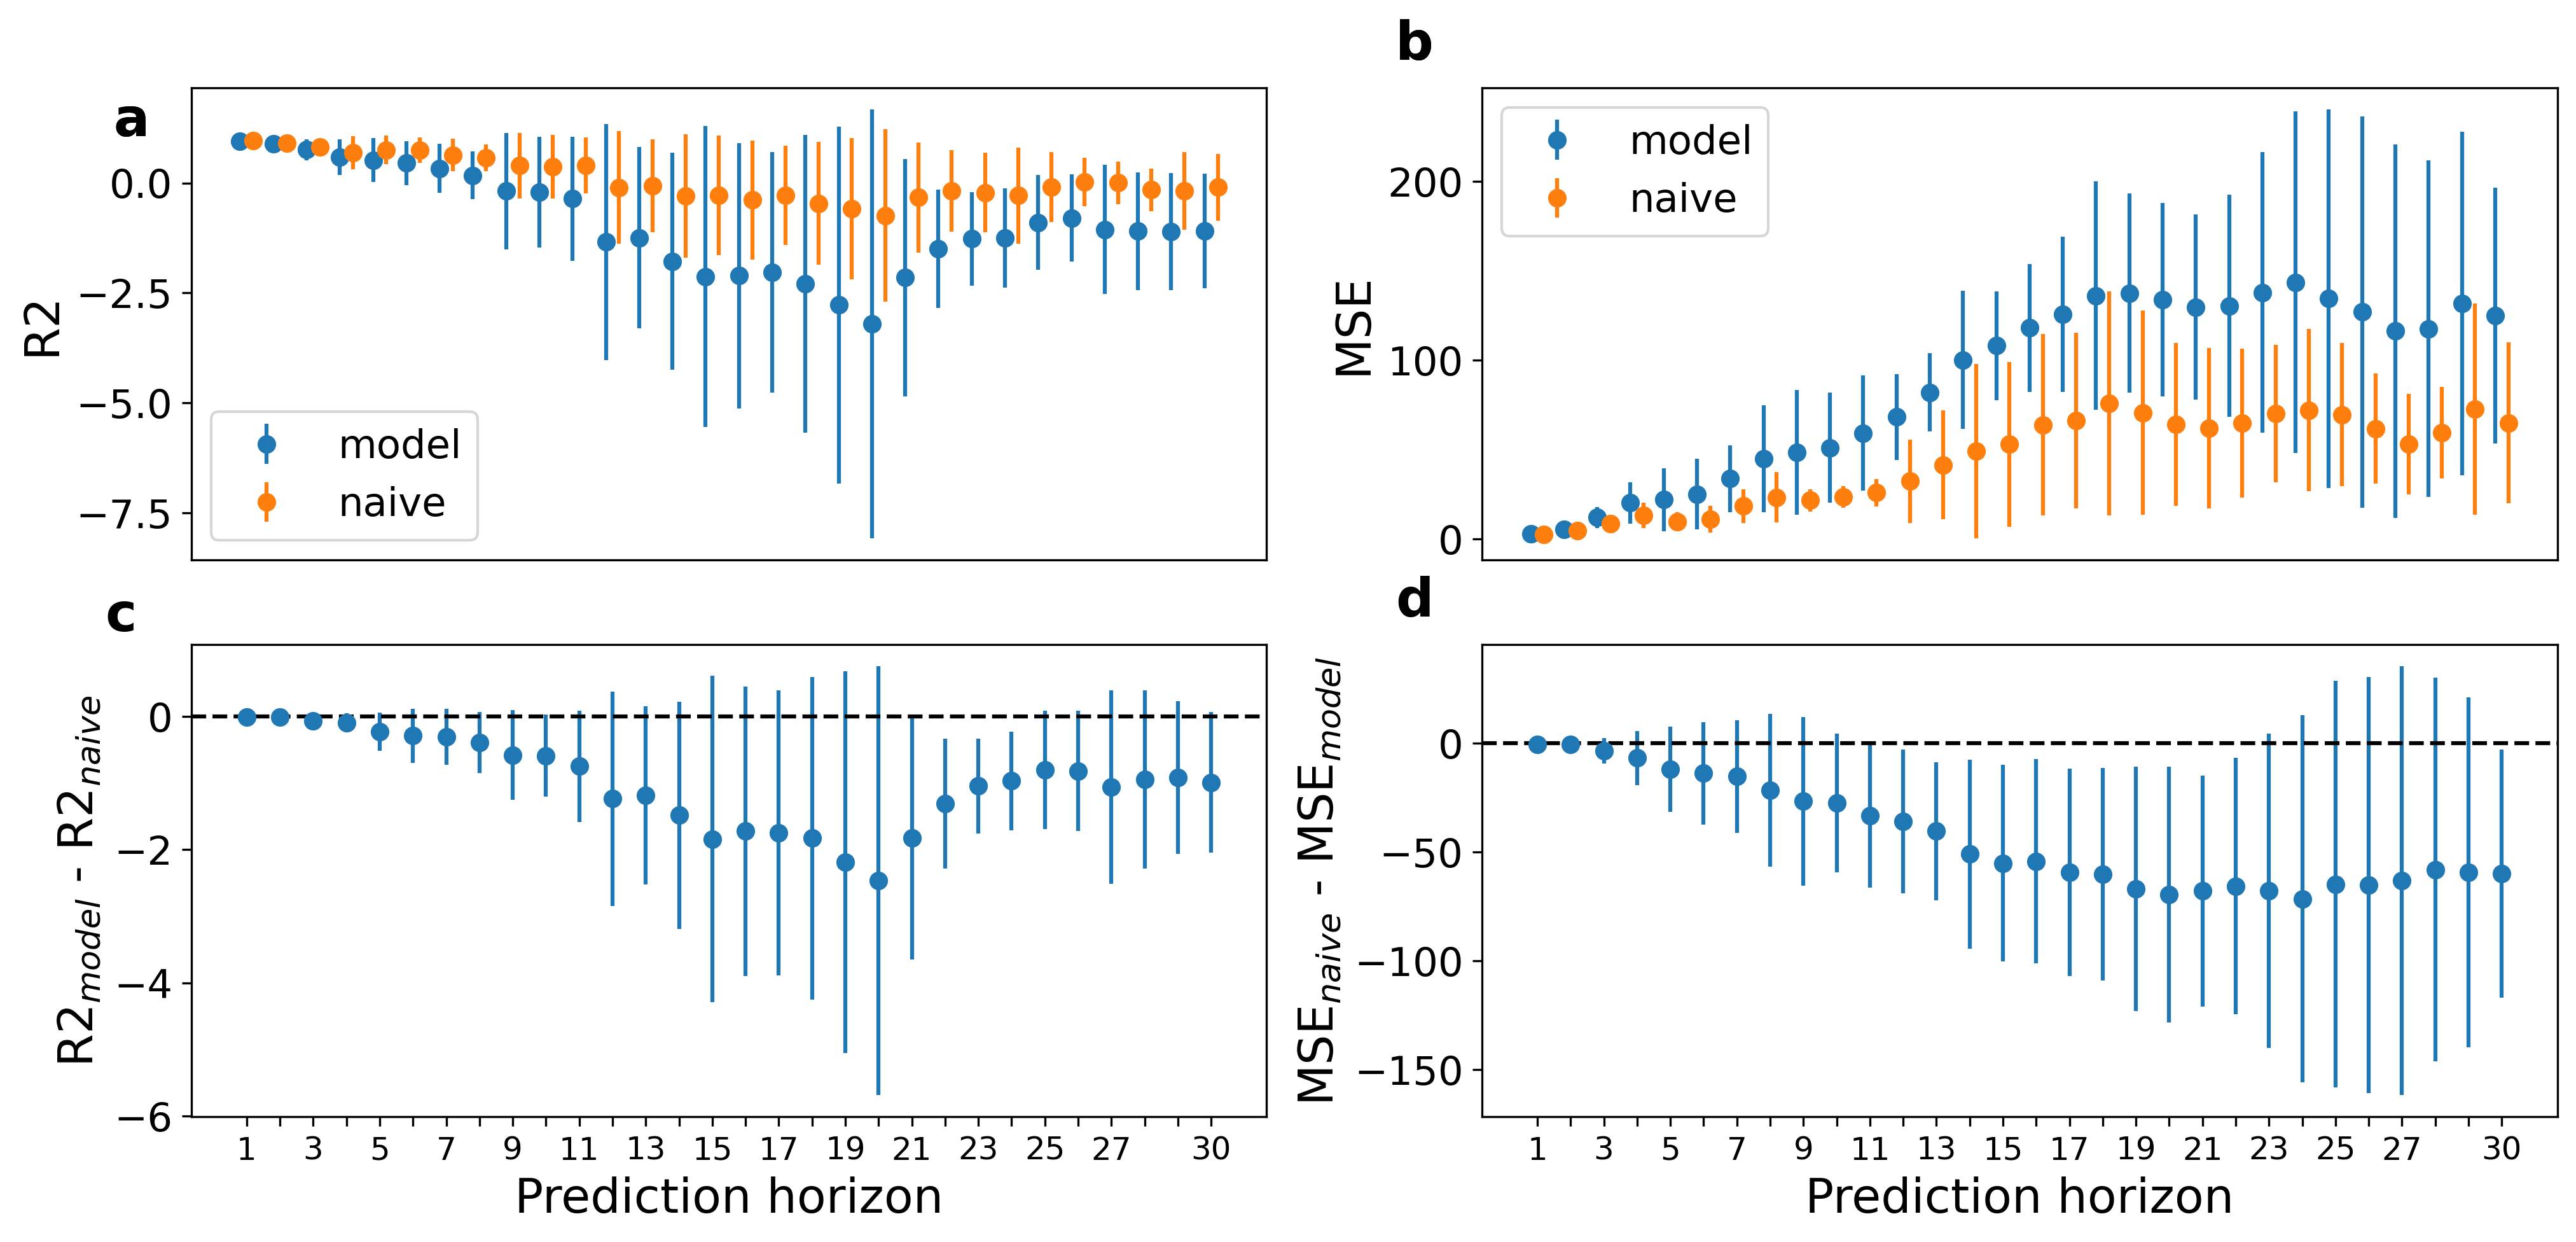 a
R2
0.0
−2.5
−5.0
−7.5
model
naive
b
MSE
200
100
0
model
naive
c
R2model - R2naive
0
−2
−4
−6
1 3 5 7 9 11 13 15 17 19 21 23 25 27 30
Prediction horizon
d
MSEnaive - MSEmodel
0
−50
−100
−150
1 3 5 7 9 11 13 15 17 19 21 23 25 27 30
Prediction horizon